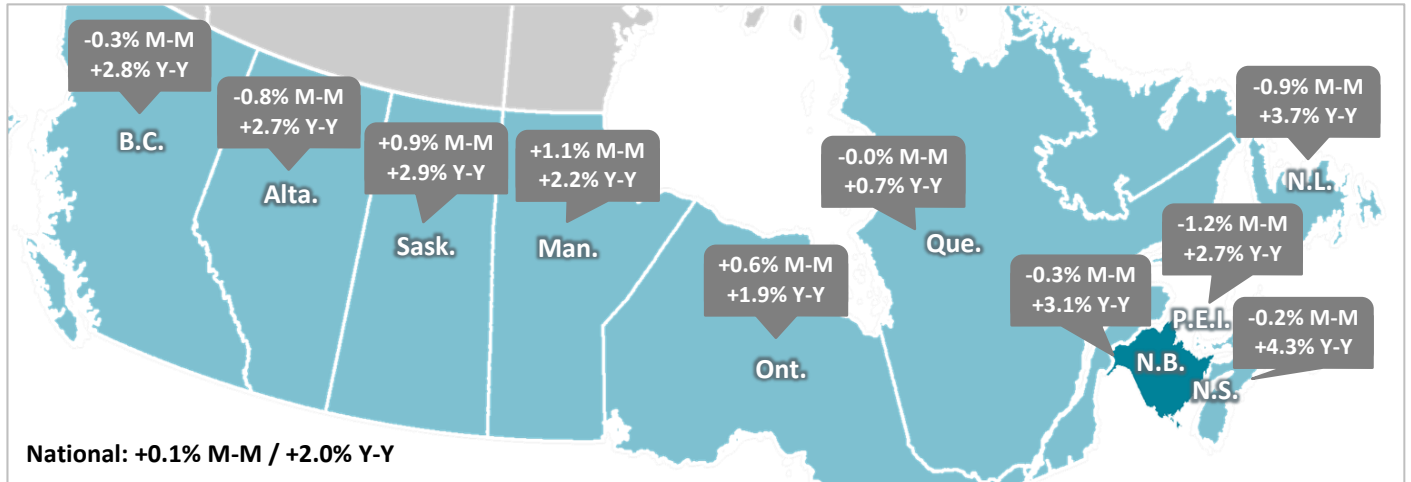 -0.3% M-M
+2.8% Y-Y
B.C.
-0.8% M-M
+2.7% Y-Y
Alta.
+0.9% M-M
+2.9% Y-Y
Sask.
+1.1% M-M
+2.2% Y-Y
Man.
+0.6% M-M
+1.9% Y-Y
Ont.
-0.0% M-M
+0.7% Y-Y
Que.
-0.9% M-M
+3.7% Y-Y
N.L.
-1.2% M-M
+2.7% Y-Y
P.E.I.
-0.3% M-M
+3.1% Y-Y
N.B.
-0.2% M-M
+4.3% Y-Y
N.S.
National: +0.1% M-M / +2.0% Y-Y